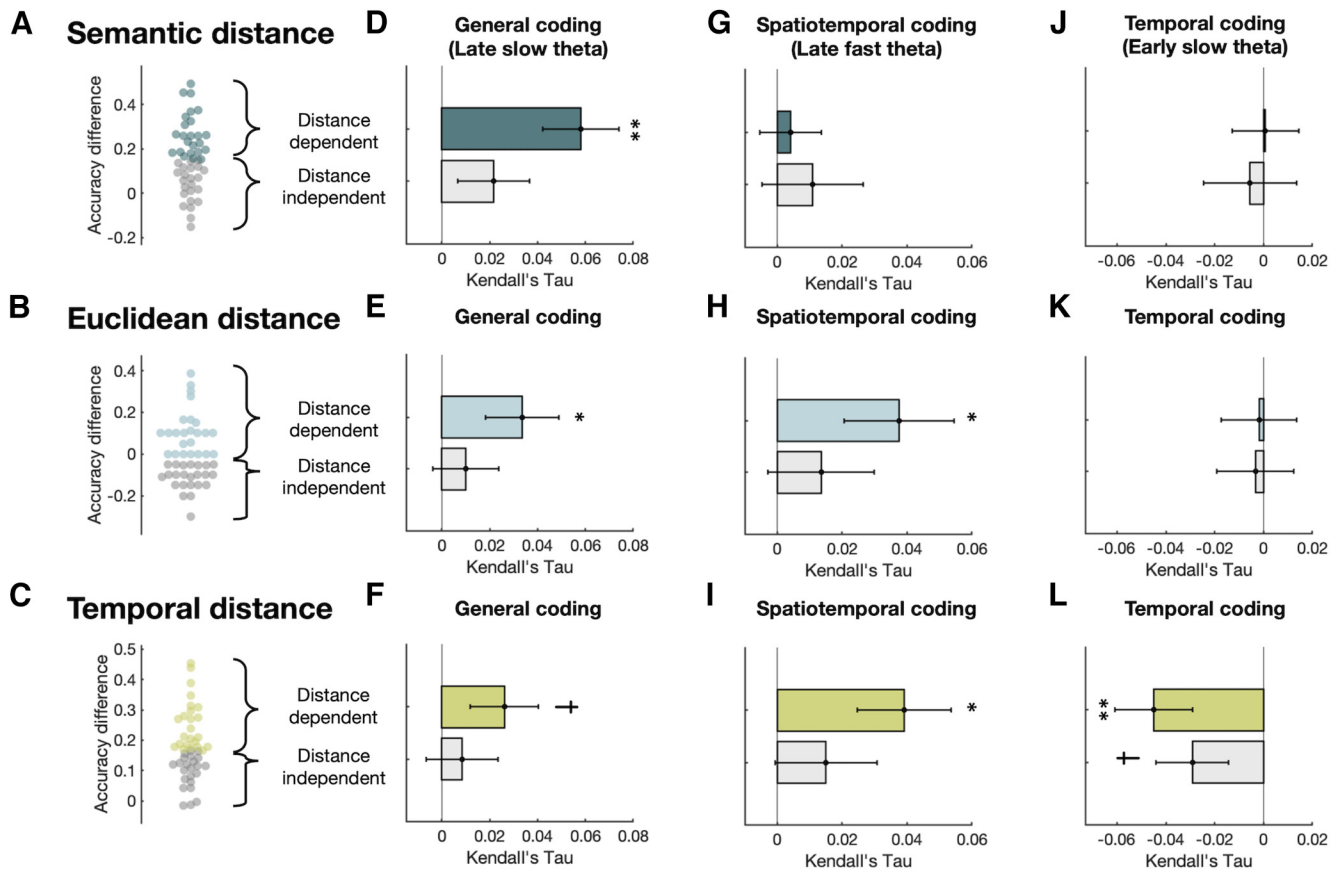 A
Semantic distance
Accuracy difference
0.4
0.2
0
-0.2
Distance
dependent
Distance
independent
D
General coding
(Late slow theta)
**
0
0.02
0.04
0.06
0.08
Kendall's Tau
G
Spatiotemporal coding
(Late fast theta)
0
0.02
0.04
0.06
Kendall's Tau
J
Temporal coding
(Early slow theta)
-0.06
-0.04
-0.02
0
0.02
Kendall's Tau
B
Euclidean distance
Accuracy difference
0.4
0.2
0
-0.2
Distance
dependent
Distance
independent
E
General coding
*
0
0.02
0.04
0.06
0.08
Kendall's Tau
H
Spatiotemporal coding
*
0
0.02
0.04
0.06
Kendall's Tau
K
Temporal coding
-0.06
-0.04
-0.02
0
0.02
Kendall's Tau
C
Temporal distance
Accuracy difference
0.5
0.4
0.3
0.2
0.1
0
Distance
dependent
Distance
independent
F
General coding
†
0
0.02
0.04
0.06
0.08
Kendall's Tau
I
Spatiotemporal coding
*
0
0.02
0.04
0.06
Kendall's Tau
L
Temporal coding
**
†
-0.06
-0.04
-0.02
0
0.02
Kendall's Tau